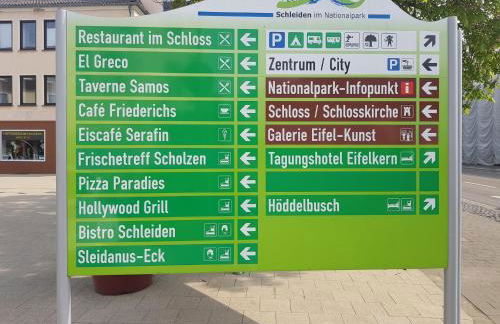 Schleiden im Nationalpark
Restaurant im Schloss
El Greco
Taverne Samos
Café Friederichs
Eiscafé Serafin
Frischetreff Scholzen
Pizza Paradies
Hollywood Grill
Bistro Schleiden
Sleidanus-Eck
P
Zentrum / City P
Nationalpark-Infopunkt i
Schloss / Schlosskirche
Galerie Eifel-Kunst
Tagungshotel Eifelkern
Höddelbusch